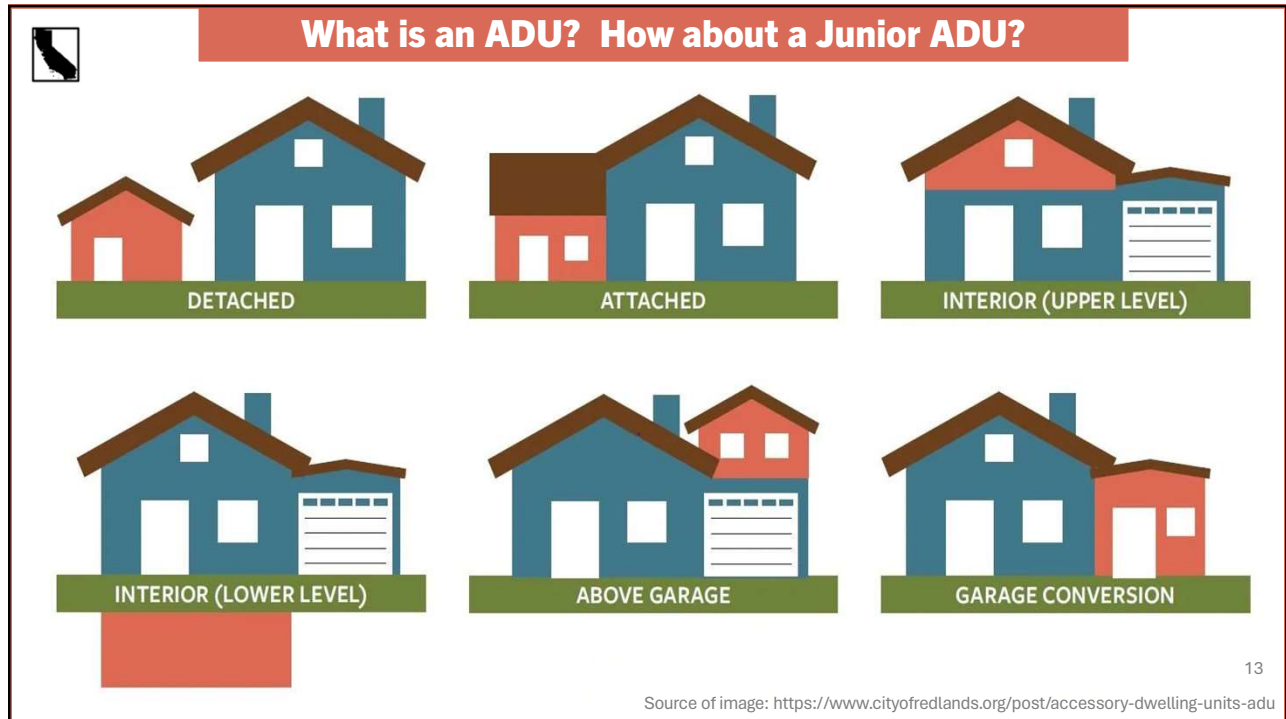 What is an ADU?  How about a Junior ADU?
DETACHED
ATTACHED
INTERIOR (UPPER LEVEL)
INTERIOR (LOWER LEVEL)
ABOVE GARAGE
GARAGE CONVERSION
13
Source of image: https://www.cityofredlands.org/post/accessory-dwelling-units-adu